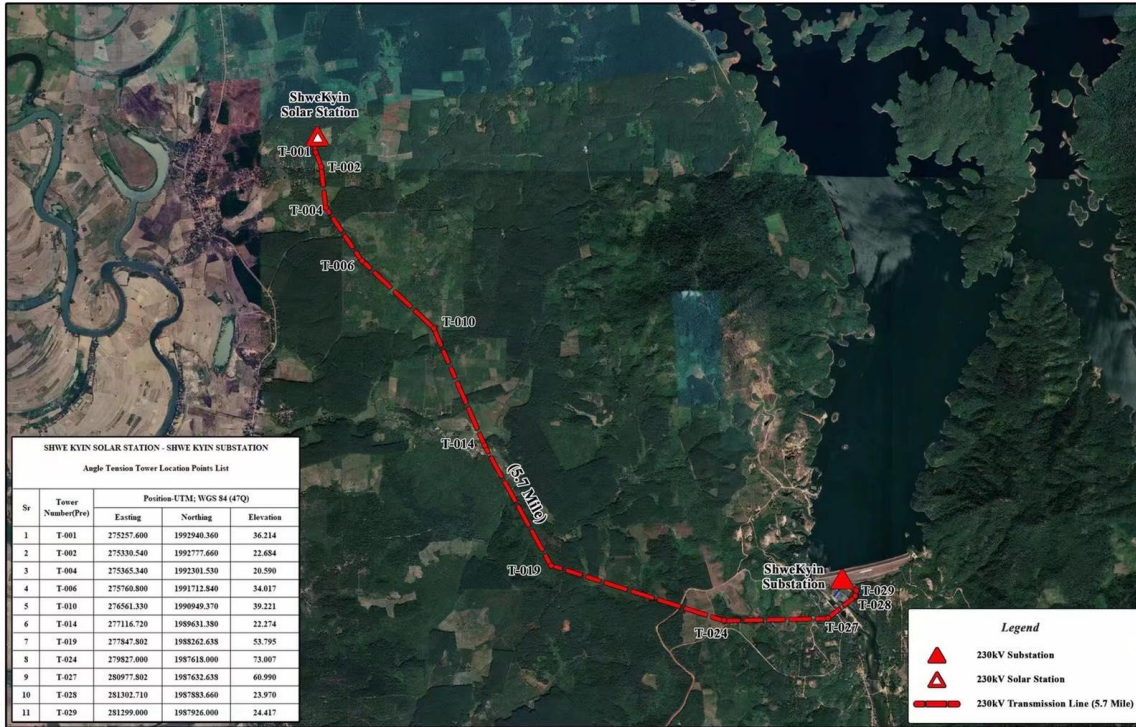 ShweKyin
Solar Station
T-001
T-002
T-004
T-006
T-010
T-014
(5.7 Mile)
T-019
T-024
ShweKyin
Substation
T-029
T-028
T-027
SHWE KYIN SOLAR STATION - SHWE KYIN SUBSTATION
Angle Tension Tower Location Points List
Sr Tower Number(Pre) Position-UTM; WGS 84 (47Q)
Easting Northing Elevation
1 T-001 275257.600 1992940.360 36.214
2 T-002 275330.540 1992777.660 22.684
3 T-004 275365.340 1992301.530 20.590
4 T-006 275760.800 1991712.840 34.017
5 T-010 276561.330 1990949.370 39.221
6 T-014 277116.720 1989631.380 22.274
7 T-019 277847.802 1988262.638 53.795
8 T-024 279827.000 1987618.000 73.007
9 T-027 280977.802 1987632.638 60.990
10 T-028 281302.710 1987883.660 23.970
11 T-029 281299.000 1987926.000 24.417
Legend
230kV Substation
230kV Solar Station
230kV Transmission Line (5.7 Mile)